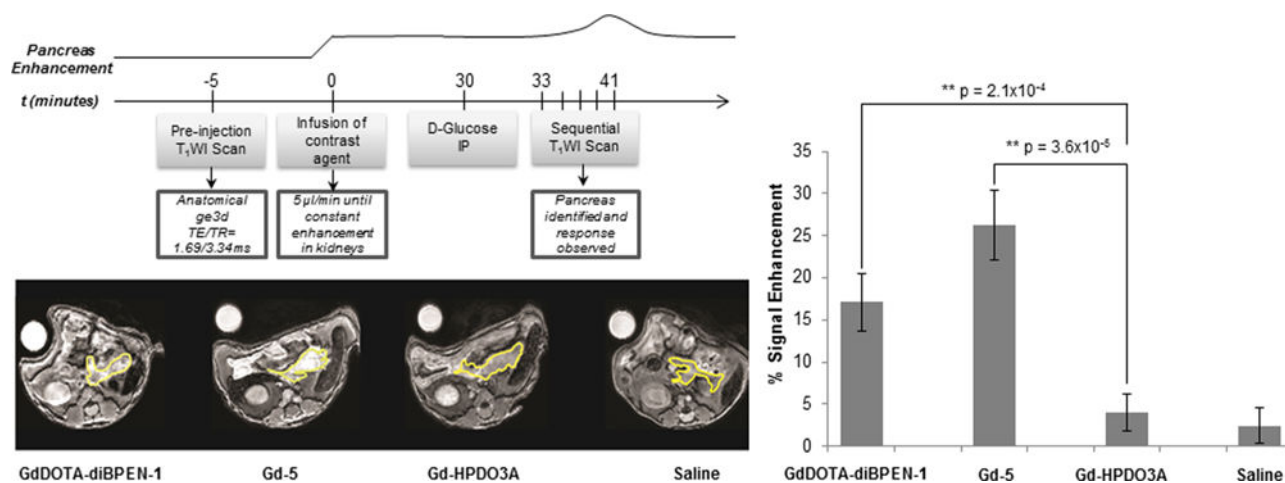 Pancreas
Enhancement
-5 0 30 33 41
t (minutes)
Pre-injection
T₁WI Scan
Infusion of
contrast
agent
D-Glucose
IP
Sequential
T₁WI Scan
Anatomical
ge3d
TE/TR=
1.69/3.34ms
5 µl/min until
constant
enhancement
in kidneys
Pancreas
identified and
response
observed
GdDOTA-diBPEN-1 Gd-5 Gd-HPDO3A Saline
** p = 2.1x10⁻⁴
** p = 3.6x10⁻⁵
% Signal Enhancement
35
30
25
20
15
10
5
0
GdDOTA-diBPEN-1 Gd-5 Gd-HPDO3A Saline